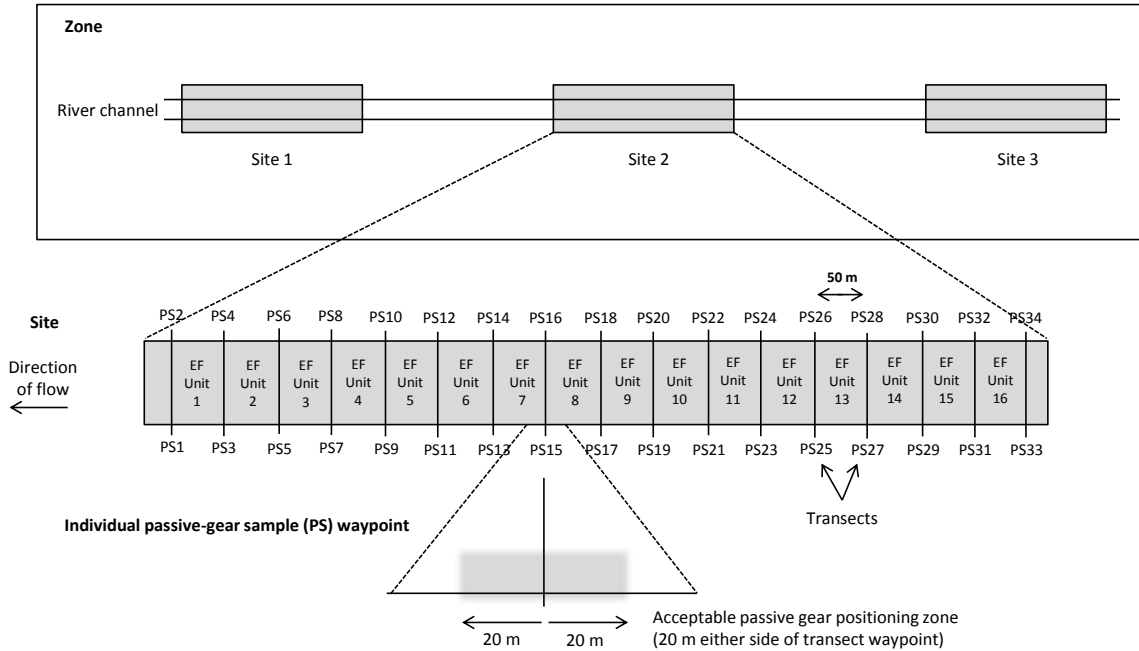 Zone
River channel
Site 1
Site 2
Site 3
50 m
Site
PS2 PS4 PS6 PS8 PS10 PS12 PS14 PS16 PS18 PS20 PS22 PS24 PS26 PS28 PS30 PS32 PS34
Direction
of flow
EF EF EF EF EF EF EF EF EF EF EF EF EF EF EF EF
Unit Unit Unit Unit Unit Unit Unit Unit Unit Unit Unit Unit Unit Unit Unit Unit
1 2 3 4 5 6 7 8 9 10 11 12 13 14 15 16
PS1 PS3 PS5 PS7 PS9 PS11 PS13 PS15 PS17 PS19 PS21 PS23 PS25 PS27 PS29 PS31 PS33
Transects
Individual passive-gear sample (PS) waypoint
20 m 20 m
Acceptable passive gear positioning zone
(20 m either side of transect waypoint)